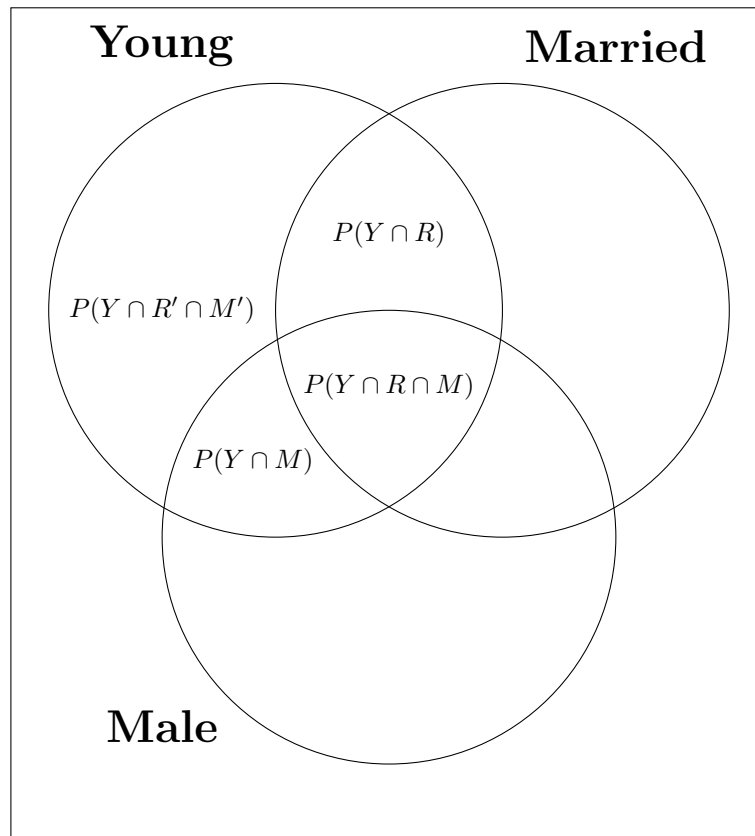 Young
Married
P(Y ∩ R)
P(Y ∩ R′ ∩ M′)
P(Y ∩ R ∩ M)
P(Y ∩ M)
Male